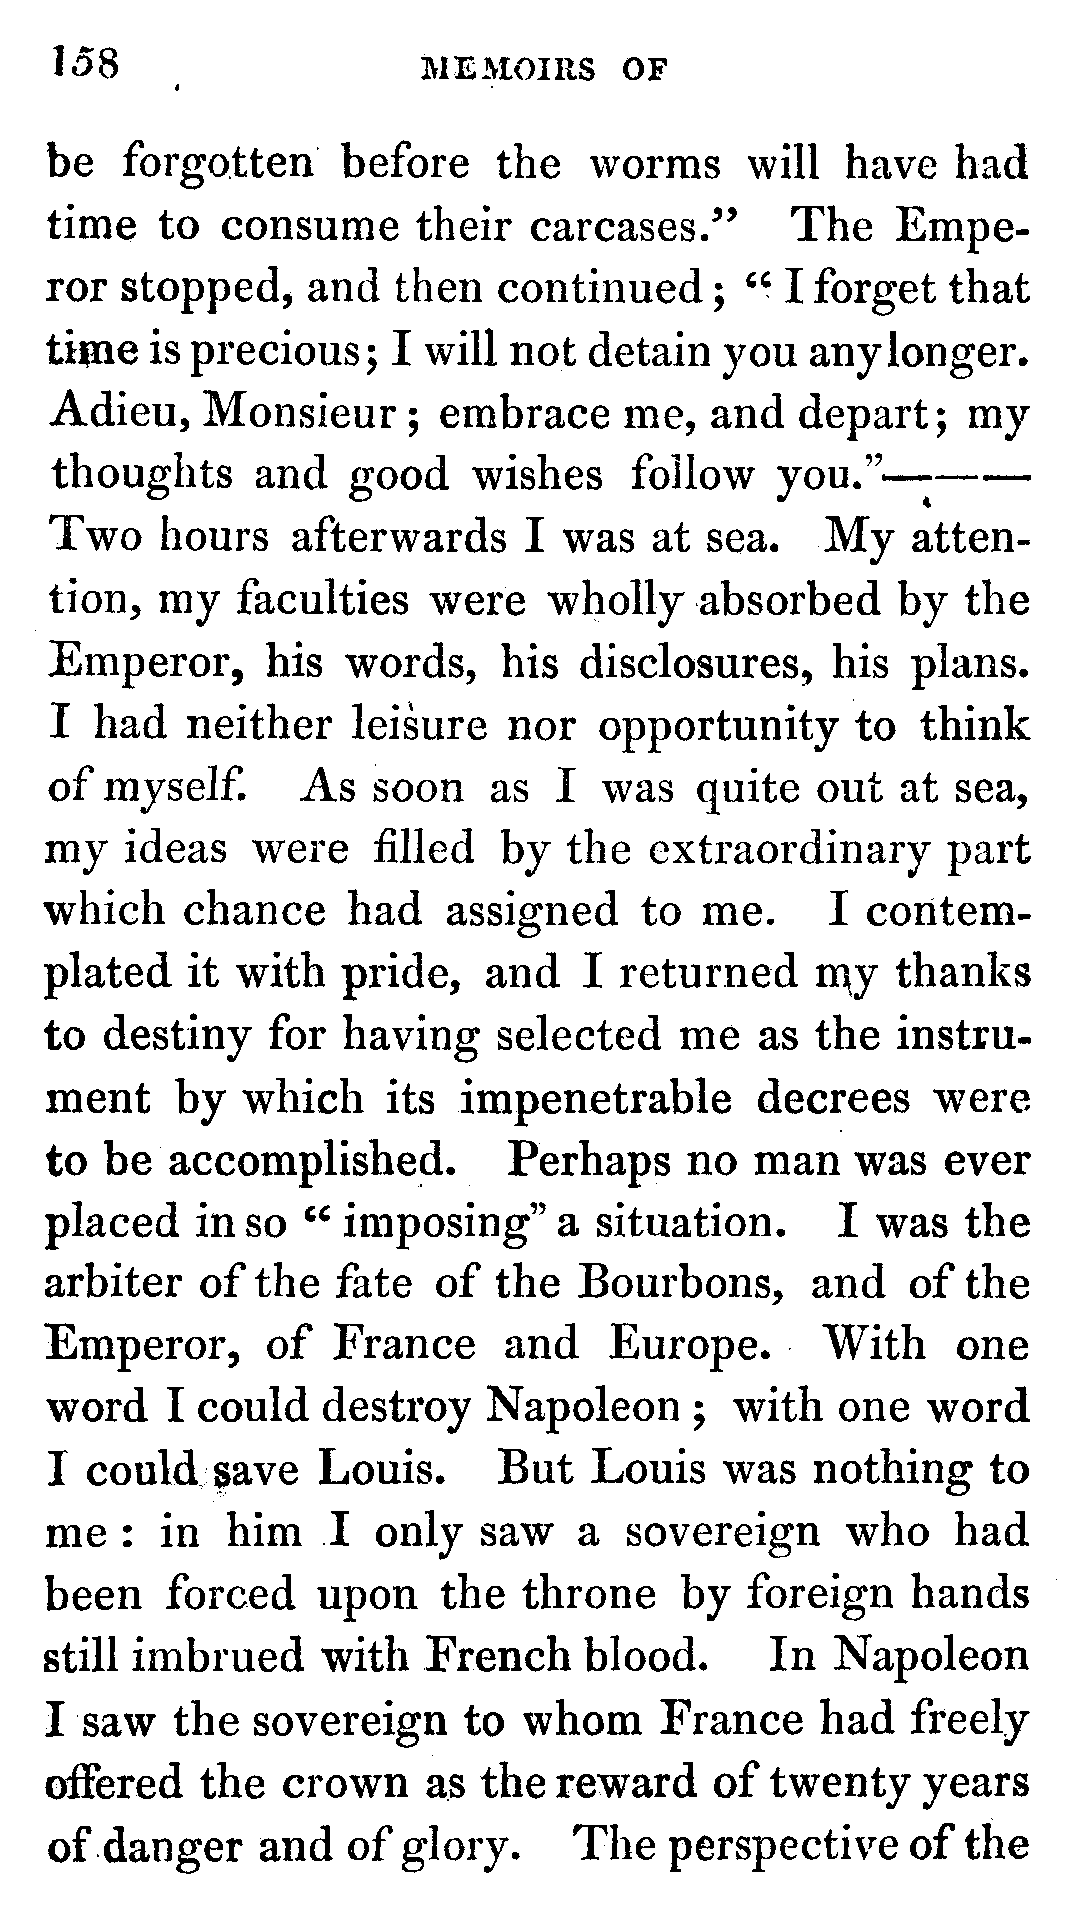 158 MEMOIRS OF
be forgotten before the worms will have had
time to consume their carcases.” The Empe-
ror stopped, and then continued; “ I forget that
time is precious; I will not detain you any longer.
Adieu, Monsieur; embrace me, and depart; my
thoughts and good wishes follow you.”———
Two hours afterwards I was at sea. My atten-
tion, my faculties were wholly absorbed by the
Emperor, his words, his disclosures, his plans.
I had neither leisure nor opportunity to think
of myself. As soon as I was quite out at sea,
my ideas were filled by the extraordinary part
which chance had assigned to me. I contem-
plated it with pride, and I returned my thanks
to destiny for having selected me as the instru-
ment by which its impenetrable decrees were
to be accomplished. Perhaps no man was ever
placed in so “ imposing” a situation. I was the
arbiter of the fate of the Bourbons, and of the
Emperor, of France and Europe. With one
word I could destroy Napoleon; with one word
I could save Louis. But Louis was nothing to
me : in him I only saw a sovereign who had
been forced upon the throne by foreign hands
still imbrued with French blood. In Napoleon
I saw the sovereign to whom France had freely
offered the crown as the reward of twenty years
of danger and of glory. The perspective of the